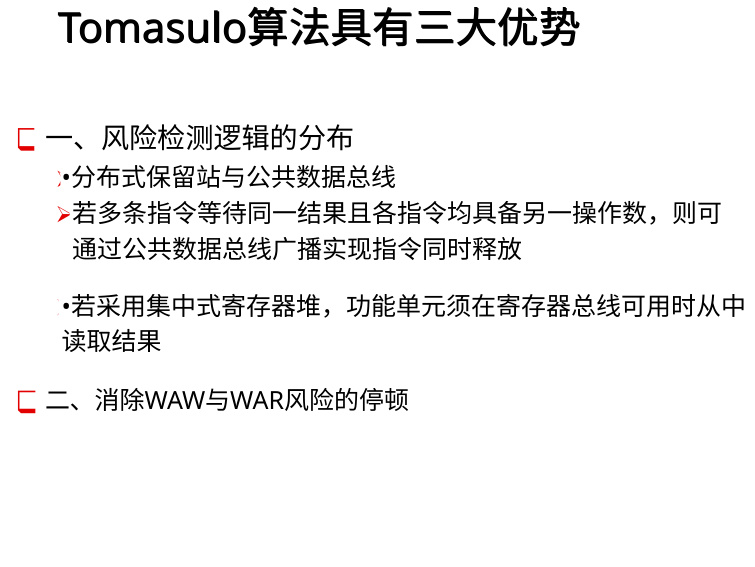 Tomasulo算法具有三大优势
一、风险检测逻辑的分布
•分布式保留站与公共数据总线
若多条指令等待同一结果且各指令均具备另一操作数，则可
通过公共数据总线广播实现指令同时释放
•若采用集中式寄存器堆，功能单元须在寄存器总线可用时从中
读取结果
二、消除WAW与WAR风险的停顿